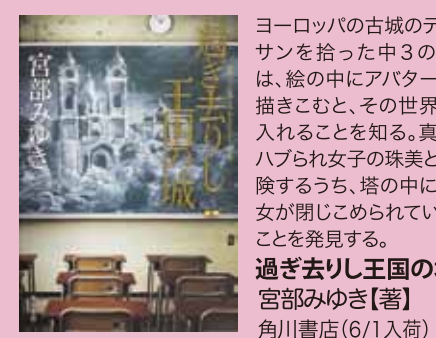 過ぎ去りし
王国の城
宮部みゆき
ヨーロッパの古城のデ
サンを拾った中3の
は、絵の中にアバター
描きこむと、その世界
入れることを知る。真
ハブられ女子の珠美と
険するうち、塔の中に
女が閉じこめられてい
ことを発見する。
過ぎ去りし王国の
宮部みゆき【著】
角川書店(6/1入荷)